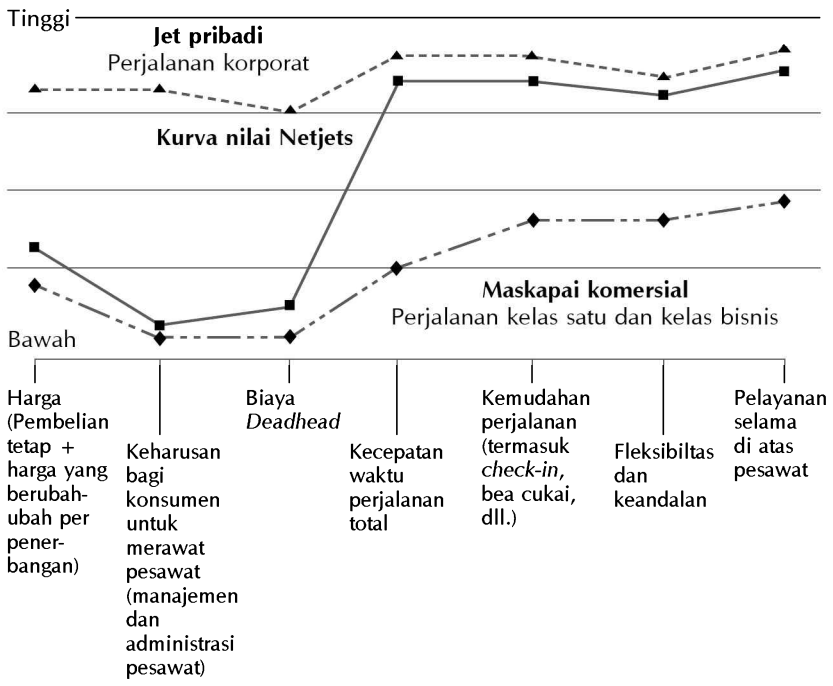 Tinggi
Jet pribadi
Perjalanan korporat
Kurva nilai Netjets
Maskapai komersial
Perjalanan kelas satu dan kelas bisnis
Bawah
Harga
(Pembelian
tetap +
harga yang
berubah-
ubah per
pener-
bangan)
Keharusan
bagi
konsumen
untuk
merawat
pesawat
(manajemen
dan
administrasi
pesawat)
Biaya
Deadhead
Kecepatan
waktu
perjalanan
total
Kemudahan
perjalanan
(termasuk
check-in,
bea cukai,
dll.)
Fleksibiltas
dan
keandalan
Pelayanan
selama
di atas
pesawat